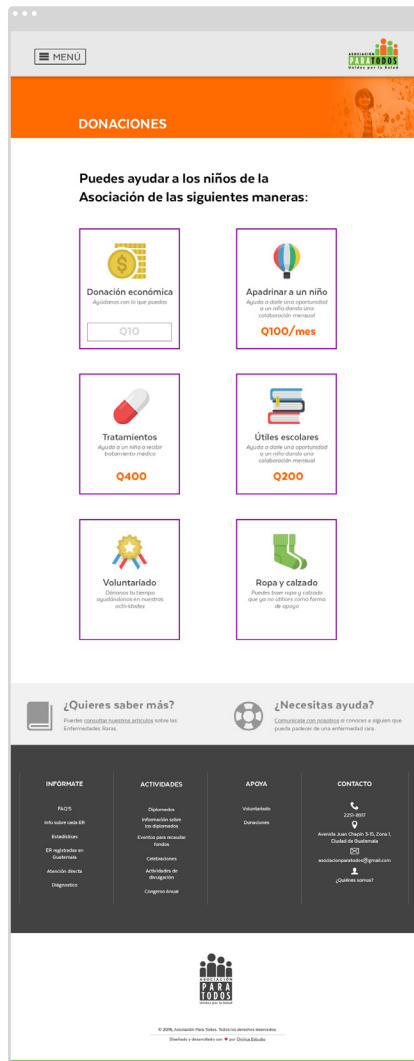 MENÚ
ASOCIACIÓN
PARATODOS
Unidos por la Salud
DONACIONES
Puedes ayudar a los niños de la
Asociación de las siguientes maneras:
Donación económica
Ayúdanos con lo que puedas
Q10
Apadrinar a un niño
Ayuda a darle una oportunidad
a un niño dando una
colaboración mensual
Q100/mes
Tratamientos
Ayuda a un niño a recibir
tratamiento médico
Q400
Útiles escolares
Ayuda a darle una oportunidad
a un niño dando una
colaboración mensual
Q200
Voluntariado
Dónanos tu tiempo
ayudándonos en nuestras
actividades
Ropa y calzado
Puedes traer ropa y calzado
que ya no utilices como forma
de apoyo
¿Quieres saber más?
Puedes consultar nuestros artículos sobre las
Enfermedades Raras.
¿Necesitas ayuda?
Comunícate con nosotros si conoces a alguien que
pueda padecer de una enfermedad rara.
INFÓRMATE
FAQ'S
Info sobre cada ER
Estadísticas
ER registradas en
Guatemala
Atención directa
Diagnóstico
ACTIVIDADES
Diplomados
Información sobre
los diplomados
Eventos para recaudar
fondos
Celebraciones
Actividades de
divulgación
Congreso Anual
APOYA
Voluntariado
Donaciones
CONTACTO
2251-8917
Avenida Juan Chapín 3-15, Zona 1,
Ciudad de Guatemala
asociacionparatodos@gmail.com
¿Quiénes somos?
ASOCIACIÓN
PARA
TODOS
Unidos por la Salud
© 2016, Asociación Para Todos. Todos los derechos reservados.
Diseñado y desarrollado con ♥ por Onírica Estudio